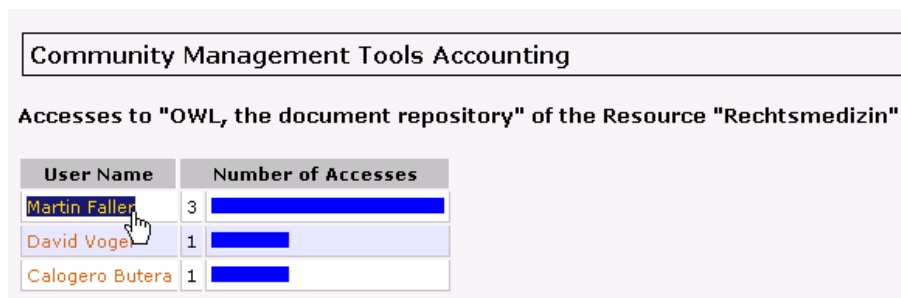 Community Management Tools Accounting
Accesses to "OWL, the document repository" of the Resource "Rechtsmedizin"
User Name Number of Accesses
Martin Faller 3
David Vogel 1
Calogero Butera 1